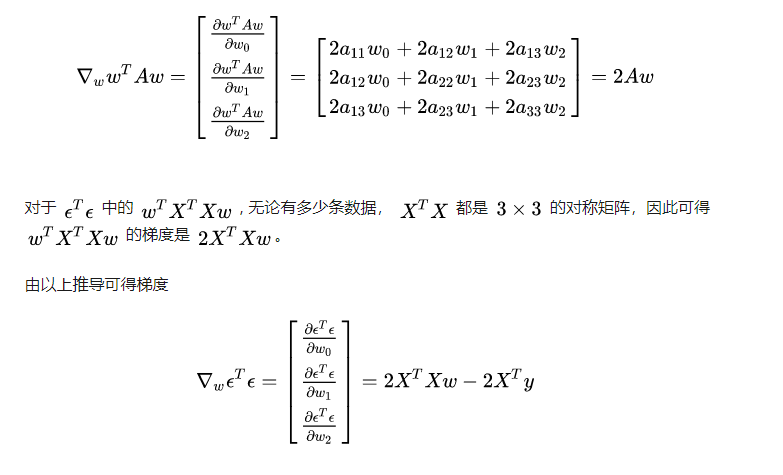 $\nabla_w w^T A w = \begin{bmatrix} \frac{\partial w^T A w}{\partial w_0} \\ \frac{\partial w^T A w}{\partial w_1} \\ \frac{\partial w^T A w}{\partial w_2} \end{bmatrix} = \begin{bmatrix} 2a_{11}w_0 + 2a_{12}w_1 + 2a_{13}w_2 \\ 2a_{12}w_0 + 2a_{22}w_1 + 2a_{23}w_2 \\ 2a_{13}w_0 + 2a_{23}w_1 + 2a_{33}w_2 \end{bmatrix} = 2Aw$
对于 $\epsilon^T \epsilon$ 中的 $w^T X^T X w$ , 无论有多少条数据， $X^T X$ 都是 $3 \times 3$ 的对称矩阵，因此可得
$w^T X^T X w$ 的梯度是 $2X^T X w$。
由以上推导可得梯度
$\nabla_w \epsilon^T \epsilon = \begin{bmatrix} \frac{\partial \epsilon^T \epsilon}{\partial w_0} \\ \frac{\partial \epsilon^T \epsilon}{\partial w_1} \\ \frac{\partial \epsilon^T \epsilon}{\partial w_2} \end{bmatrix} = 2X^T X w - 2X^T y$